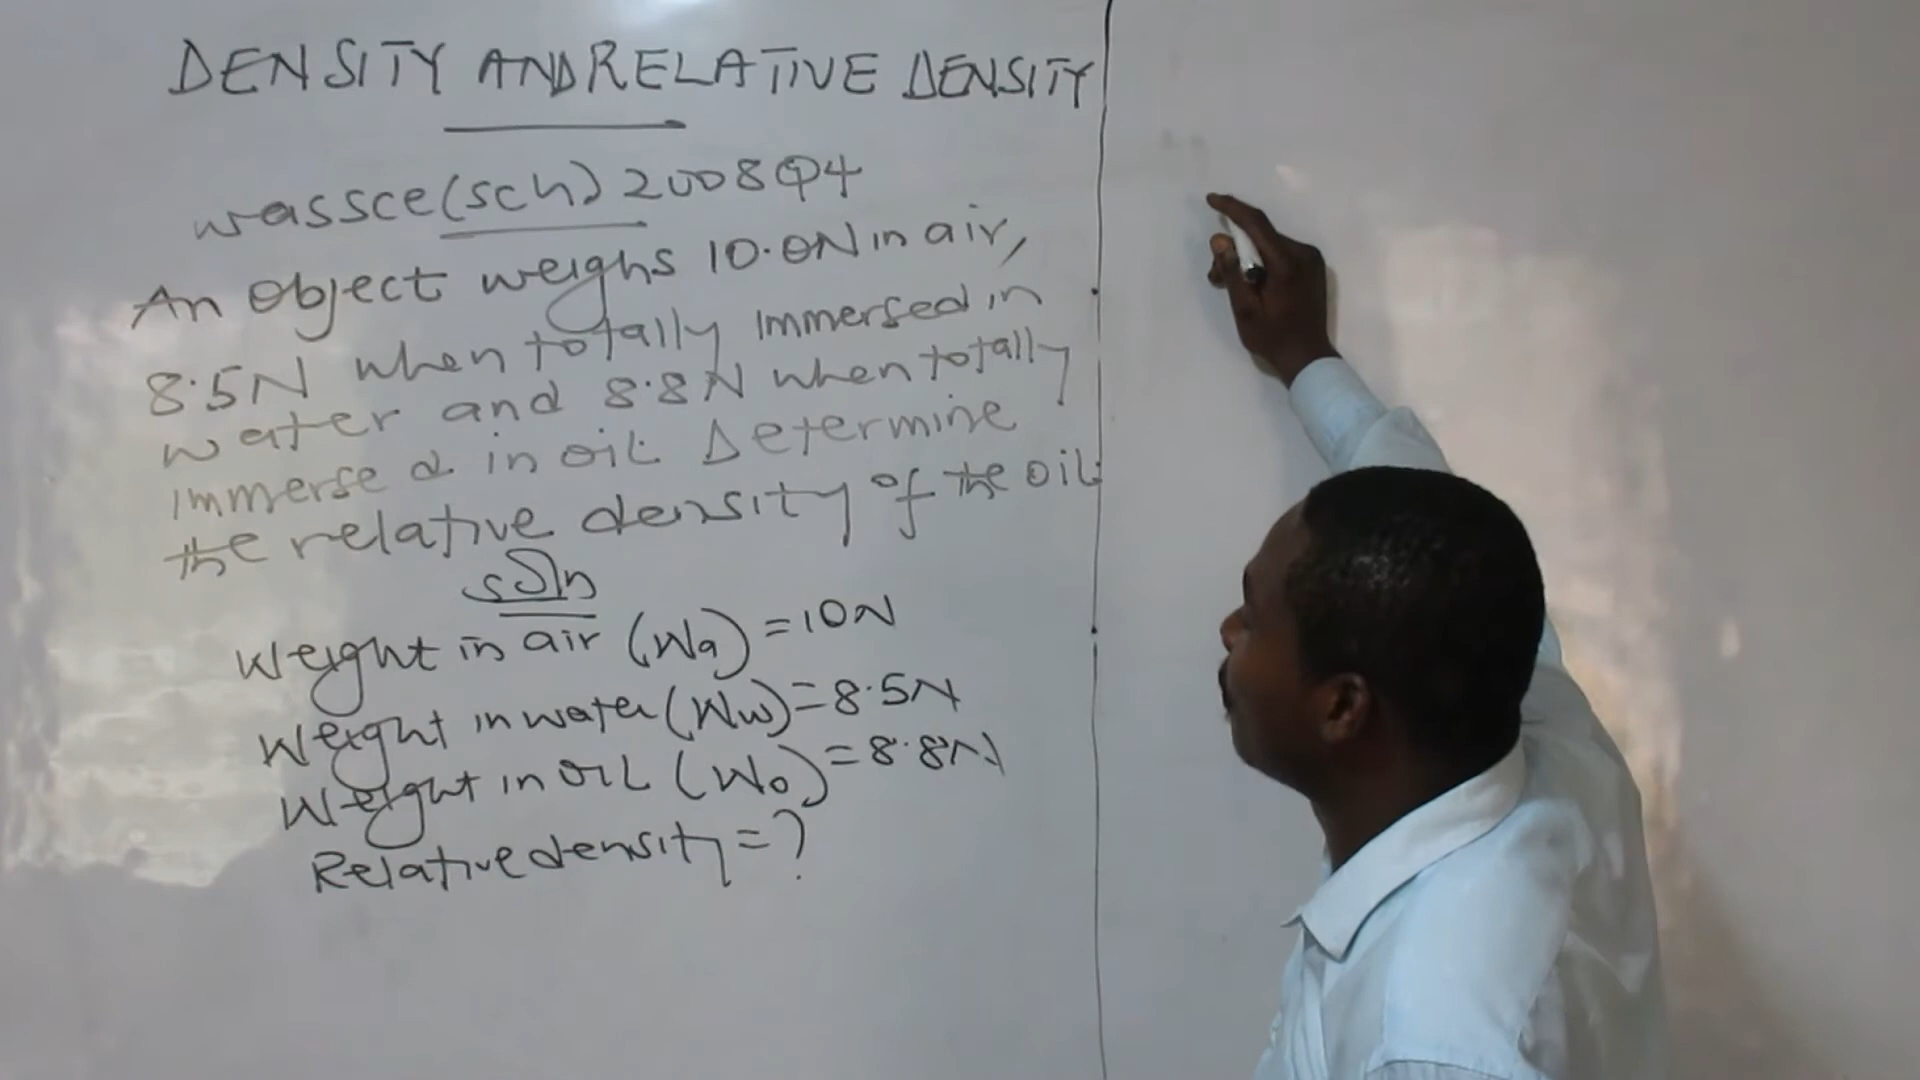 DENSITY AND RELATIVE DENSITY
wassce(sch) 2008 Q4
An object weighs 10.0N in air,
8.5N when totally immersed in
water and 8.8N when totally
immersed in oil. Determine
the relative density of the oil.
soln
Weight in air (Wa) = 10N
Weight in water (Ww) = 8.5N
Weight in oil (Wo) = 8.8N
Relative density = ?